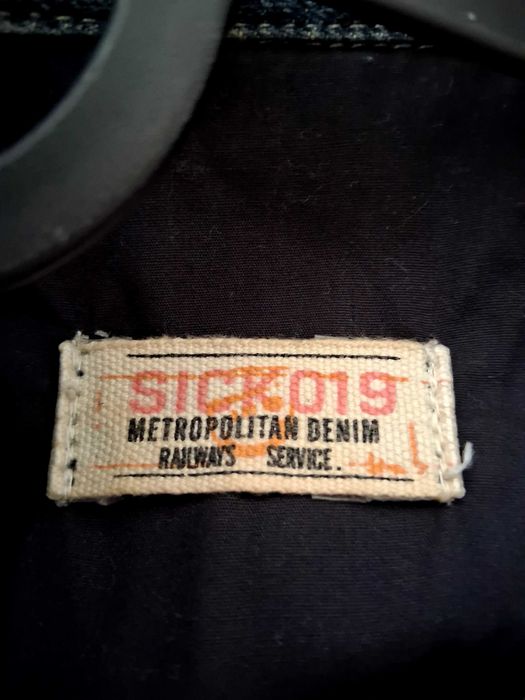 SICK019
METROPOLITAN DENIM
RAILWAYS SERVICE.